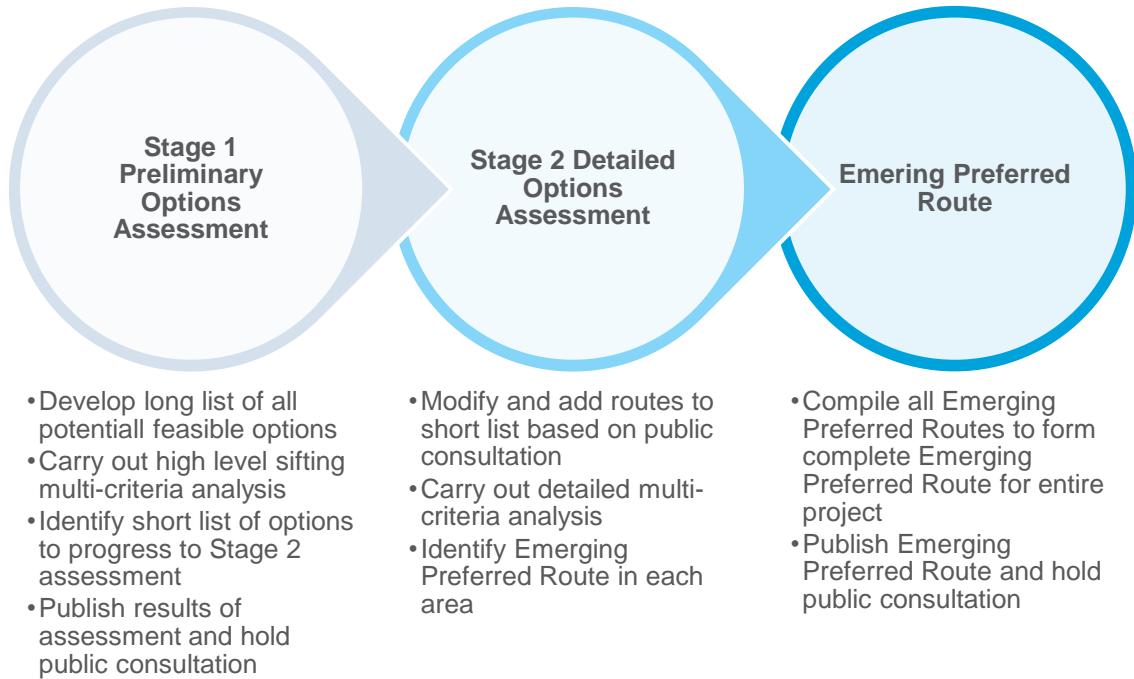 Stage 1
Preliminary
Options
Assessment
Stage 2 Detailed
Options
Assessment
Emering Preferred
Route
•Develop long list of all
potentiall feasible options
•Carry out high level sifting
multi-criteria analysis
•Identify short list of options
to progress to Stage 2
assessment
•Publish results of
assessment and hold
public consultation
•Modify and add routes to
short list based on public
consultation
•Carry out detailed multi-
criteria analysis
•Identify Emerging
Preferred Route in each
area
•Compile all Emerging
Preferred Routes to form
complete Emerging
Preferred Route for entire
project
•Publish Emerging
Preferred Route and hold
public consultation